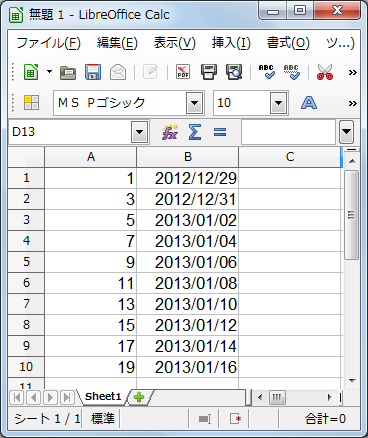 無題 1 - LibreOffice Calc
ファイル(F) 編集(E) 表示(V) 挿入(I) 書式(O) ツ...)
PDF ABC ABC
ＭＳ Ｐゴシック 10 A
D13 fx Σ =
A B C
1 1 2012/12/29
2 3 2012/12/31
3 5 2013/01/02
4 7 2013/01/04
5 9 2013/01/06
6 11 2013/01/08
7 13 2013/01/10
8 15 2013/01/12
9 17 2013/01/14
10 19 2013/01/16
11
Sheet1
シート 1 / 1 標準 合計=0